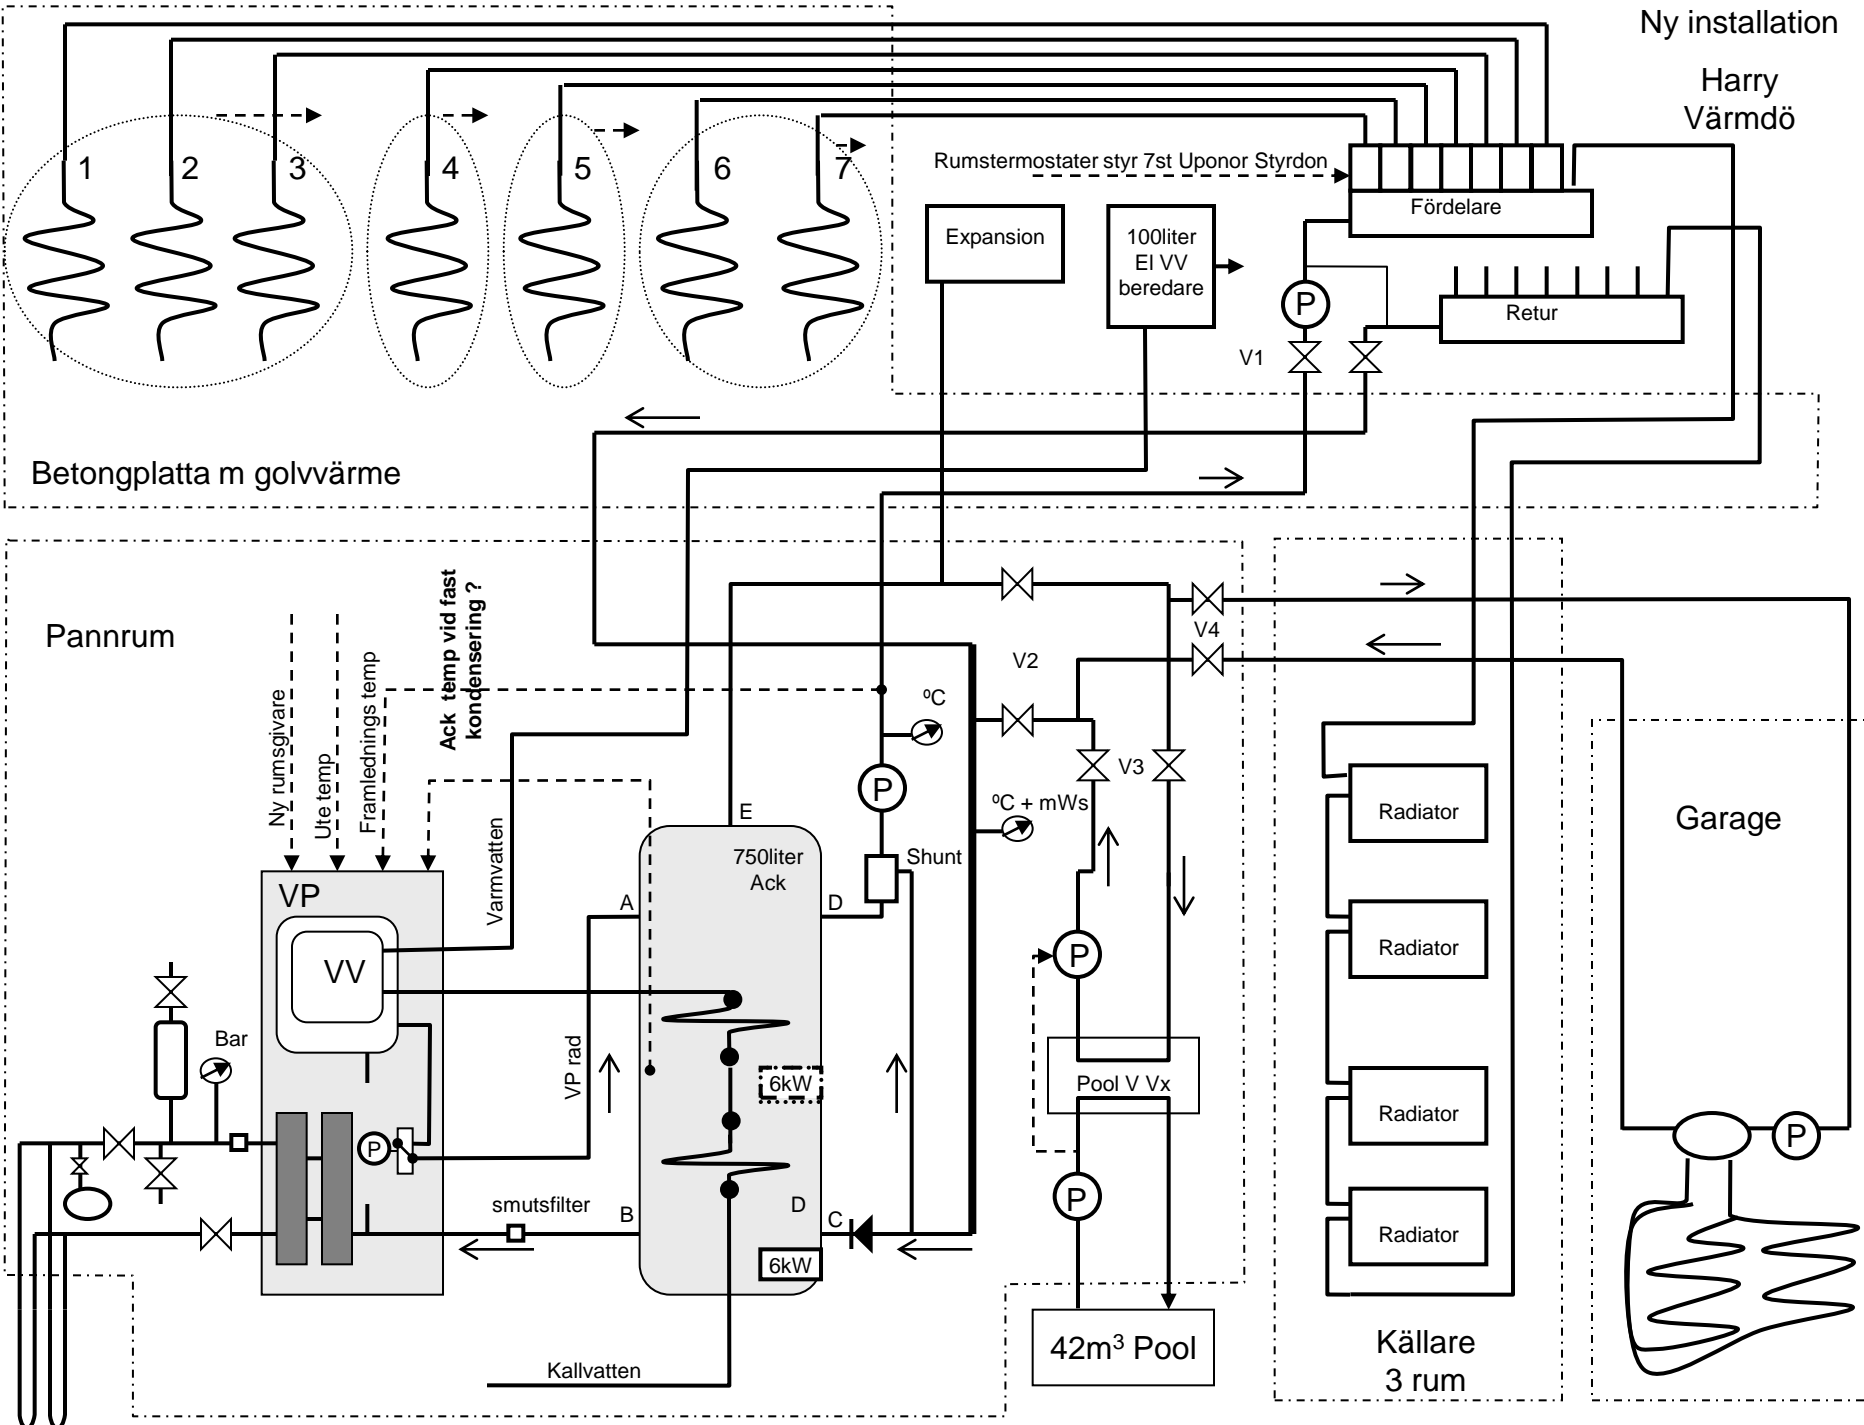 Ny installation
Harry
Värmdö
1 2 3 4 5 6 7
Rumstermostater styr 7st Uponor Styrdon
Fördelare
Expansion
100liter
El VV
beredare
P
Retur
V1
Betongplatta m golvvärme
Pannrum
Ny rumsgivare
Ute temp
Framlednings temp
Ack temp vid fast
kondensering ?
Varmvatten
V4
V2
ºC
V3
P
ºC + mWs
E
750liter
Ack
Shunt
A
D
VP
VV
Bar
VP rad
P
P
6kW
Pool V Vx
P
smutsfilter
B
D
C
6kW
Kallvatten
42m³ Pool
Radiator
Radiator
Radiator
Radiator
Källare
3 rum
Garage
P